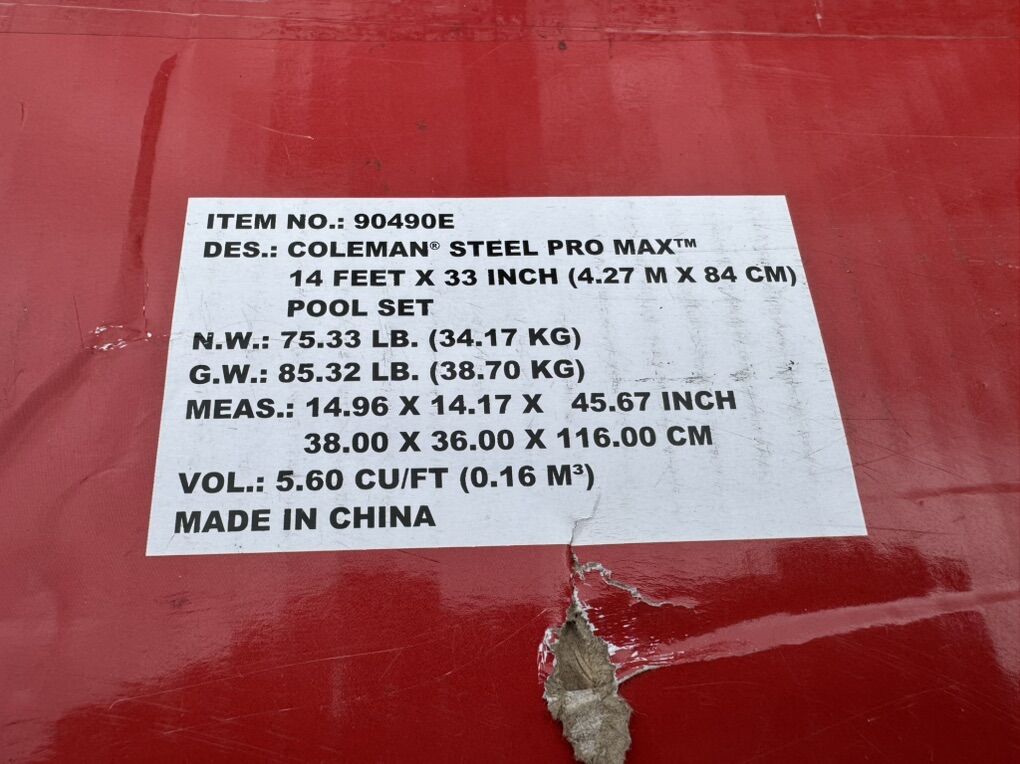 ITEM NO.: 90490E
DES.: COLEMAN® STEEL PRO MAX™
14 FEET X 33 INCH (4.27 M X 84 CM)
POOL SET
N.W.: 75.33 LB. (34.17 KG)
G.W.: 85.32 LB. (38.70 KG)
MEAS.: 14.96 X 14.17 X 45.67 INCH
38.00 X 36.00 X 116.00 CM
VOL.: 5.60 CU/FT (0.16 M³)
MADE IN CHINA